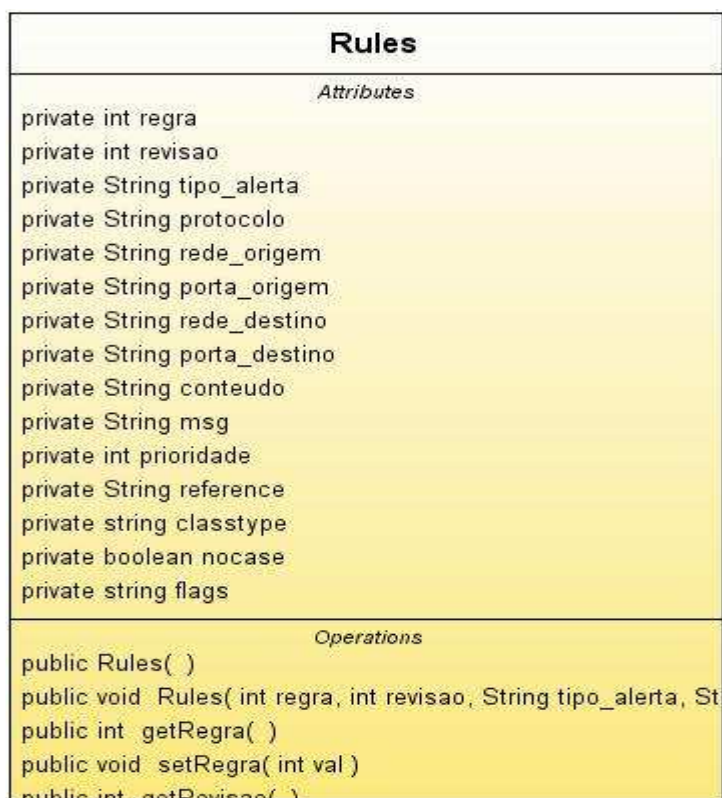 Rules
Attributes
private int regra
private int revisao
private String tipo_alerta
private String protocolo
private String rede_origem
private String porta_origem
private String rede_destino
private String porta_destino
private String conteudo
private String msg
private int prioridade
private String reference
private string classtype
private boolean nocase
private string flags
Operations
public Rules( )
public void Rules( int regra, int revisao, String tipo_alerta, St
public int getRegra( )
public void setRegra( int val )
public int getRevisao( )